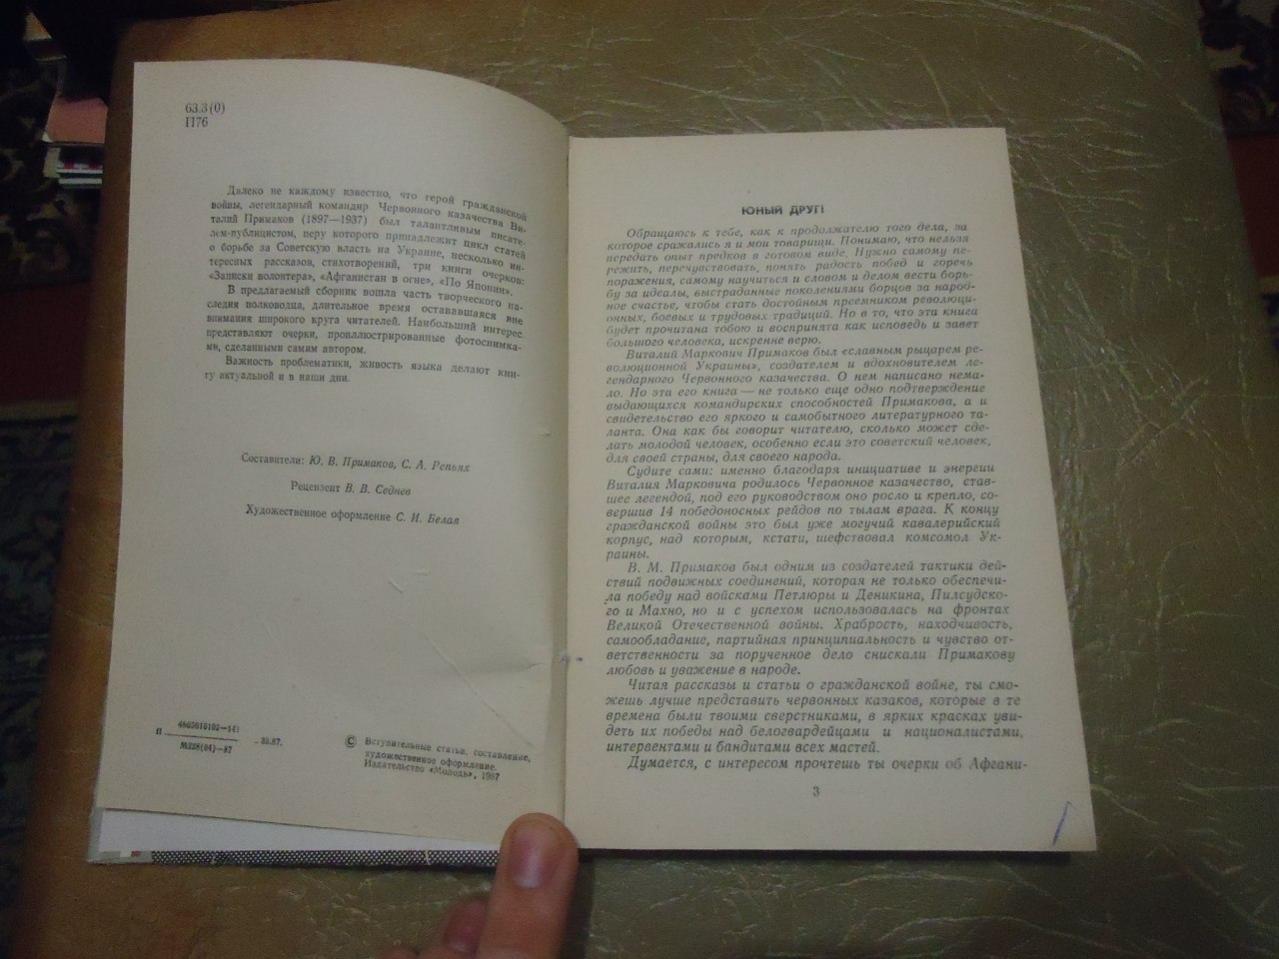 63.3(0)
П76
Далеко не каждому известно, что герой гражданской
войны, легендарный командир Червонного казачества Ви-
талий Примаков (1897—1937) был талантливым писате-
лем-публицистом, перу которого принадлежит цикл статей
о борьбе за Советскую власть на Украине, несколько ин-
тересных рассказов, стихотворений, три книги очерков:
«Записки волонтера», «Афганистан в огне», «По Японии».
В предлагаемый сборник вошла часть творческого на-
следия полководца, длительное время остававшаяся вне
внимания широкого круга читателей. Наибольший интерес
представляют очерки, проиллюстрированные фотоснимка-
ми, сделанными самим автором.
Важность проблематики, живость языка делают кни-
гу актуальной и в наши дни.
Составители: Ю. В. Примаков, С. А. Репьях
Рецензент В. В. Седнев
Художественное оформление С. И. Белая
П 4803010102—141
М228(04)—87 35.87.
© Вступительные статьи, составление,
художественное оформление.
Издательство «Молодь», 1987
ЮНЫЙ ДРУГ!
Обращаюсь к тебе, как к продолжателю того дела, за
которое сражались я и мои товарищи. Понимаю, что нельзя
передать опыт предков в готовом виде. Нужно самому пе-
режить, перечувствовать, понять радость побед и горечь
поражения, самому научиться и словом и делом вести борь-
бу за идеалы, выстраданные поколениями борцов за народ-
ное счастье, чтобы стать достойным преемником революци-
онных, боевых и трудовых традиций. Но в то, что эта книга
будет прочитана тобою и воспринята как исповедь и завет
большого человека, искренне верю.
Виталий Маркович Примаков был «славным рыцарем ре-
волюционной Украины», создателем и вдохновителем ле-
гендарного Червонного казачества. О нем написано нема-
ло. Но эта его книга — не только еще одно подтверждение
выдающихся командирских способностей Примакова, а и
свидетельство его яркого и самобытного литературного та-
ланта. Она как бы говорит читателю, сколько может сде-
лать молодой человек, особенно если это советский человек,
для своей страны, для своего народа.
Судите сами: именно благодаря инициативе и энергии
Виталия Марковича родилось Червонное казачество, став-
шее легендой, под его руководством оно росло и крепло, со-
вершив 14 победоносных рейдов по тылам врага. К концу
гражданской войны это был уже могучий кавалерийский
корпус, над которым, кстати, шефствовал комсомол Ук-
раины.
В. М. Примаков был одним из создателей тактики дей-
ствий подвижных соединений, которая не только обеспечи-
ла победу над войсками Петлюры и Деникина, Пилсудско-
го и Махно, но и с успехом использовалась на фронтах
Великой Отечественной войны. Храбрость, находчивость,
самообладание, партийная принципиальность и чувство от-
ветственности за порученное дело снискали Примакову
любовь и уважение в народе.
Читая рассказы и статьи о гражданской войне, ты смо-
жешь лучше представить червонных казаков, которые в те
времена были твоими сверстниками, в ярких красках уви-
деть их победы над белогвардейцами и националистами,
интервентами и бандитами всех мастей.
Думается, с интересом прочтешь ты очерки об Афгани-
3